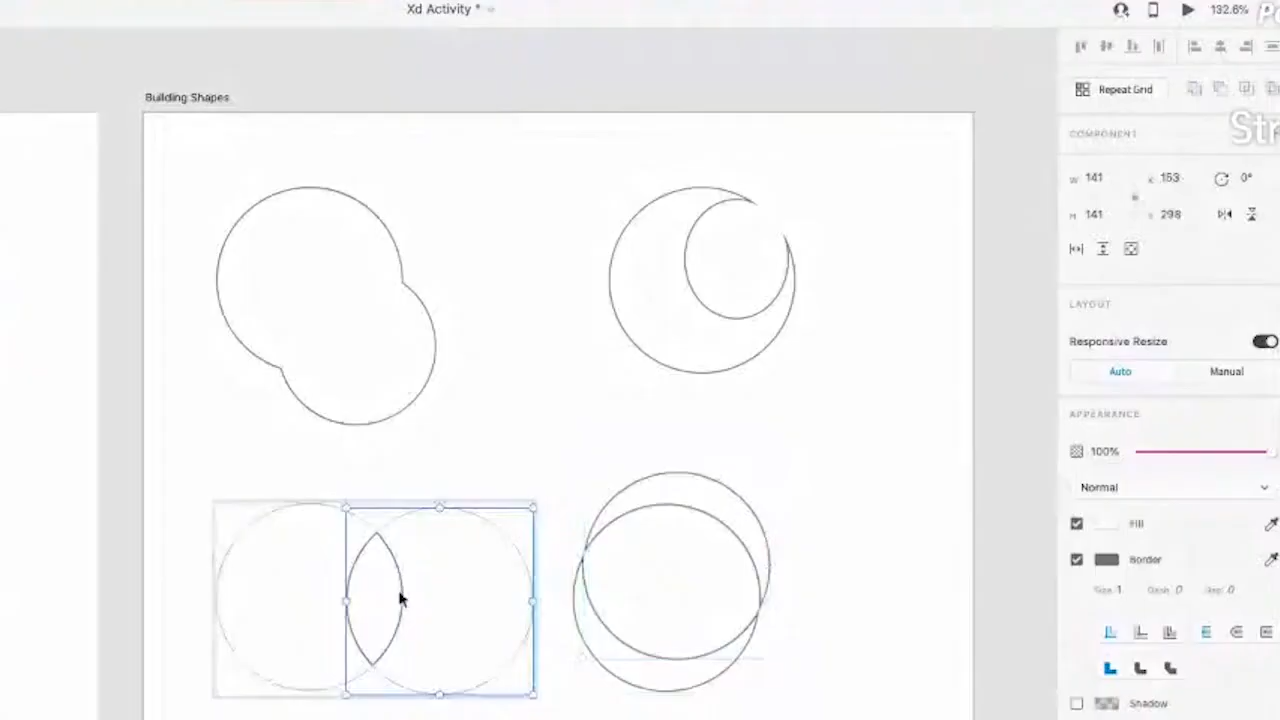 Xd Activity *
132.6%
Building Shapes
Repeat Grid
Str
COMPONENT
W 141 X 153 0°
H 141 Y 298
LAYOUT
Responsive Resize
Auto Manual
APPEARANCE
100%
Normal
Fill
Border
Size 1 Dash 0 Gap 0
Shadow